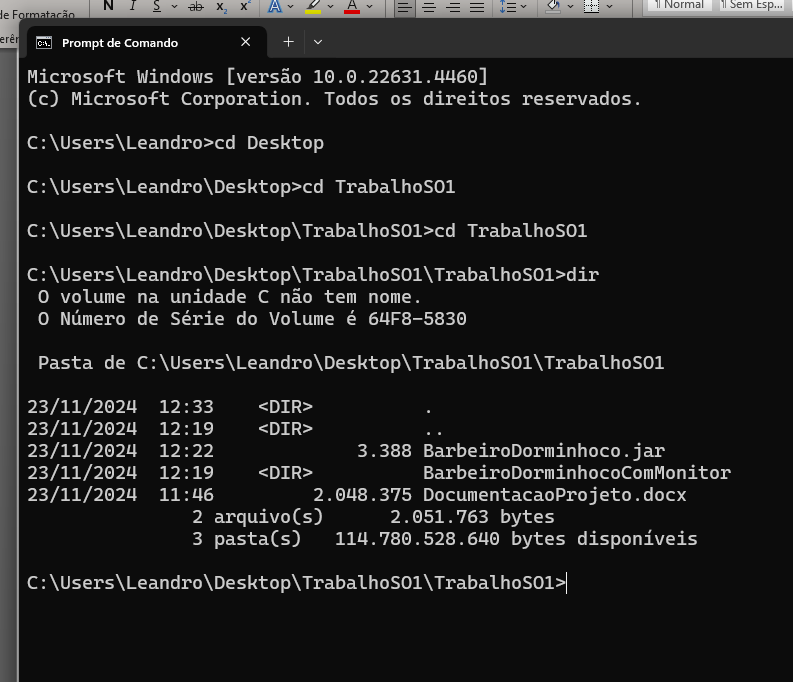 de Formatação
N I S ab x₂ xˣ A A
¶ Normal ¶ Sem Esp...
Prompt de Comando
Microsoft Windows [versão 10.0.22631.4460]
(c) Microsoft Corporation. Todos os direitos reservados.
C:\Users\Leandro>cd Desktop
C:\Users\Leandro\Desktop>cd TrabalhoSO1
C:\Users\Leandro\Desktop\TrabalhoSO1>cd TrabalhoSO1
C:\Users\Leandro\Desktop\TrabalhoSO1\TrabalhoSO1>dir
O volume na unidade C não tem nome.
O Número de Série do Volume é 64F8-5830
Pasta de C:\Users\Leandro\Desktop\TrabalhoSO1\TrabalhoSO1
23/11/2024  12:33    <DIR>          .
23/11/2024  12:19    <DIR>          ..
23/11/2024  12:22             3.388 BarbeiroDorminhoco.jar
23/11/2024  12:19    <DIR>          BarbeiroDorminhocoComMonitor
23/11/2024  11:46         2.048.375 DocumentacaoProjeto.docx
2 arquivo(s)      2.051.763 bytes
3 pasta(s)   114.780.528.640 bytes disponíveis
C:\Users\Leandro\Desktop\TrabalhoSO1\TrabalhoSO1>